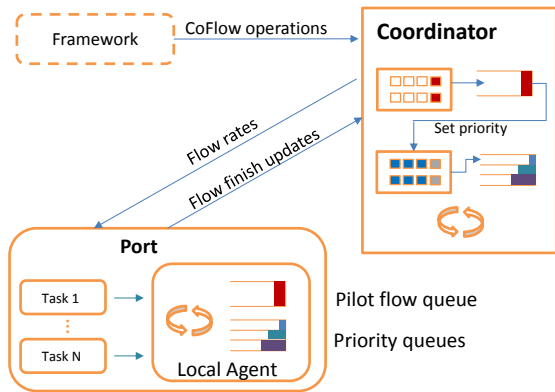 Framework
CoFlow operations
Coordinator
Set priority
Flow rates
Flow finish updates
Port
Task 1
Task N
Local Agent
Pilot flow queue
Priority queues